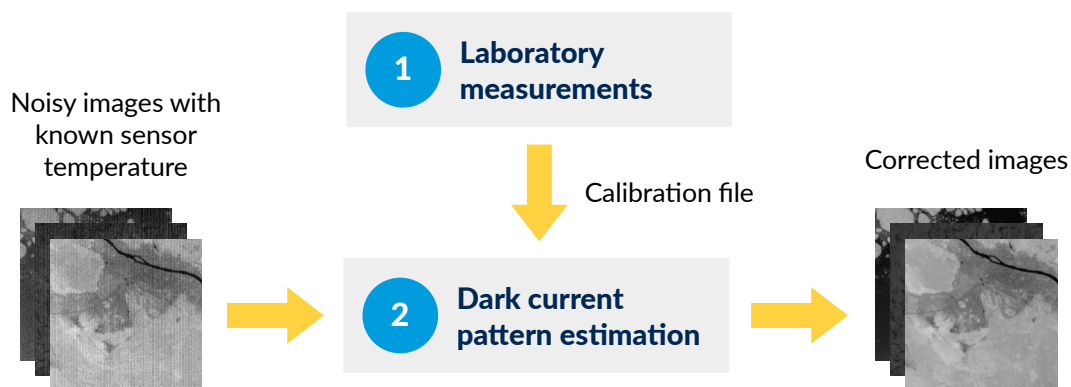 1
Laboratory
measurements
Noisy images with
known sensor
temperature
Calibration file
Corrected images
2
Dark current
pattern estimation